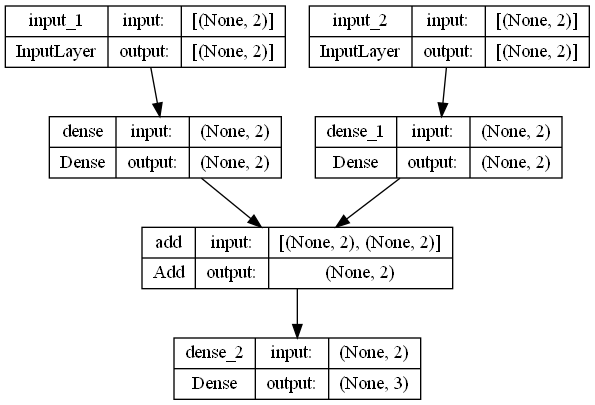 input_1 input: [(None, 2)]
InputLayer output: [(None, 2)]
input_2 input: [(None, 2)]
InputLayer output: [(None, 2)]
dense input: (None, 2)
Dense output: (None, 2)
dense_1 input: (None, 2)
Dense output: (None, 2)
add input: [(None, 2), (None, 2)]
Add output: (None, 2)
dense_2 input: (None, 2)
Dense output: (None, 3)